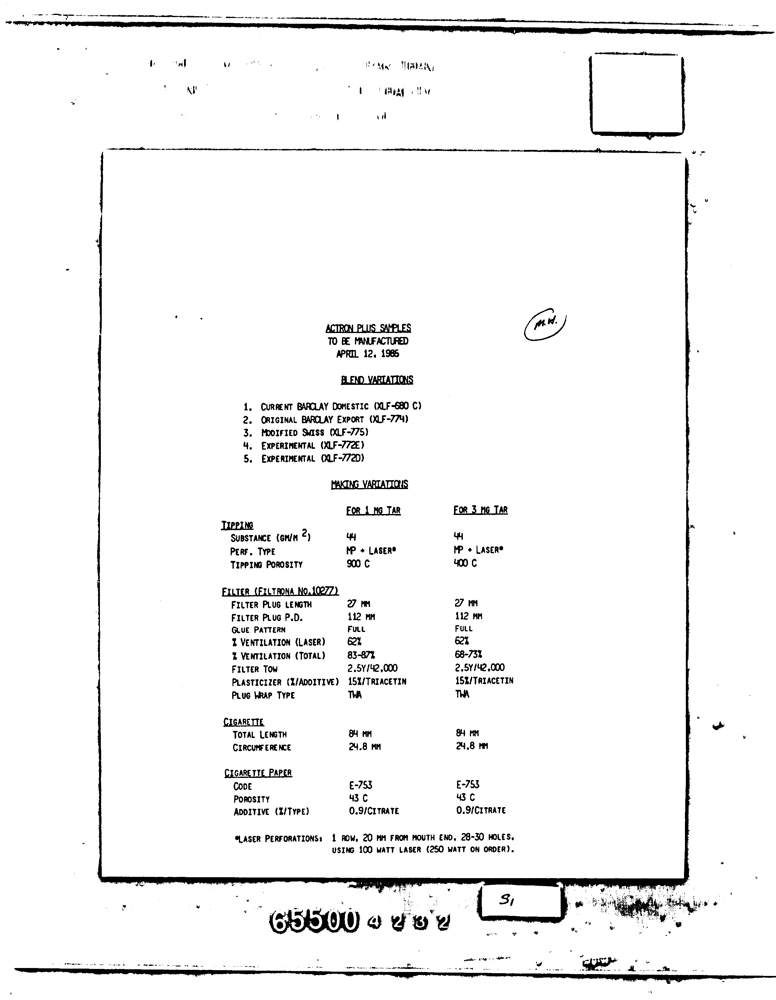 M.W.
ACTRON PLUS SAMPLES
TO BE MANUFACTURED
APRIL 12, 1985
BLEND VARIATIONS
1. CURRENT BARCLAY DOMESTIC (XLF-680 C)
2. ORIGINAL BARCLAY EXPORT (XLF-774)
3. MODIFIED SWISS (XLF-775)
4. EXPERIMENTAL (XLF-772E)
5. EXPERIMENTAL (XLF-772D)
MAKING VARIATIONS
FOR 1 MG TAR FOR 3 MG TAR
TIPPING
SUBSTANCE (GM/M 2) 44 44
PERF. TYPE MP + LASER* MP + LASER*
TIPPING POROSITY 900 C 400 C
FILTER (FILTRONA NO.10277)
FILTER PLUG LENGTH 27 MM 27 MM
FILTER PLUG P.D. 112 MM 112 MM
GLUE PATTERN FULL FULL
% VENTILATION (LASER) 62% 62%
% VENTILATION (TOTAL) 83-87% 68-73%
FILTER TOW 2.5Y/42,000 2.5Y/42,000
PLASTICIZER (%/ADDITIVE) 15%/TRIACETIN 15%/TRIACETIN
PLUG WRAP TYPE TWA TWA
CIGARETTE
TOTAL LENGTH 84 MM 84 MM
CIRCUMFERENCE 24.8 MM 24.8 MM
CIGARETTE PAPER
CODE E-753 E-753
POROSITY 43 C 43 C
ADDITIVE (%/TYPE) 0.9/CITRATE 0.9/CITRATE
*LASER PERFORATIONS: 1 ROW, 20 MM FROM MOUTH END, 28-30 HOLES,
USING 100 WATT LASER (250 WATT ON ORDER).
S1
65500 4232